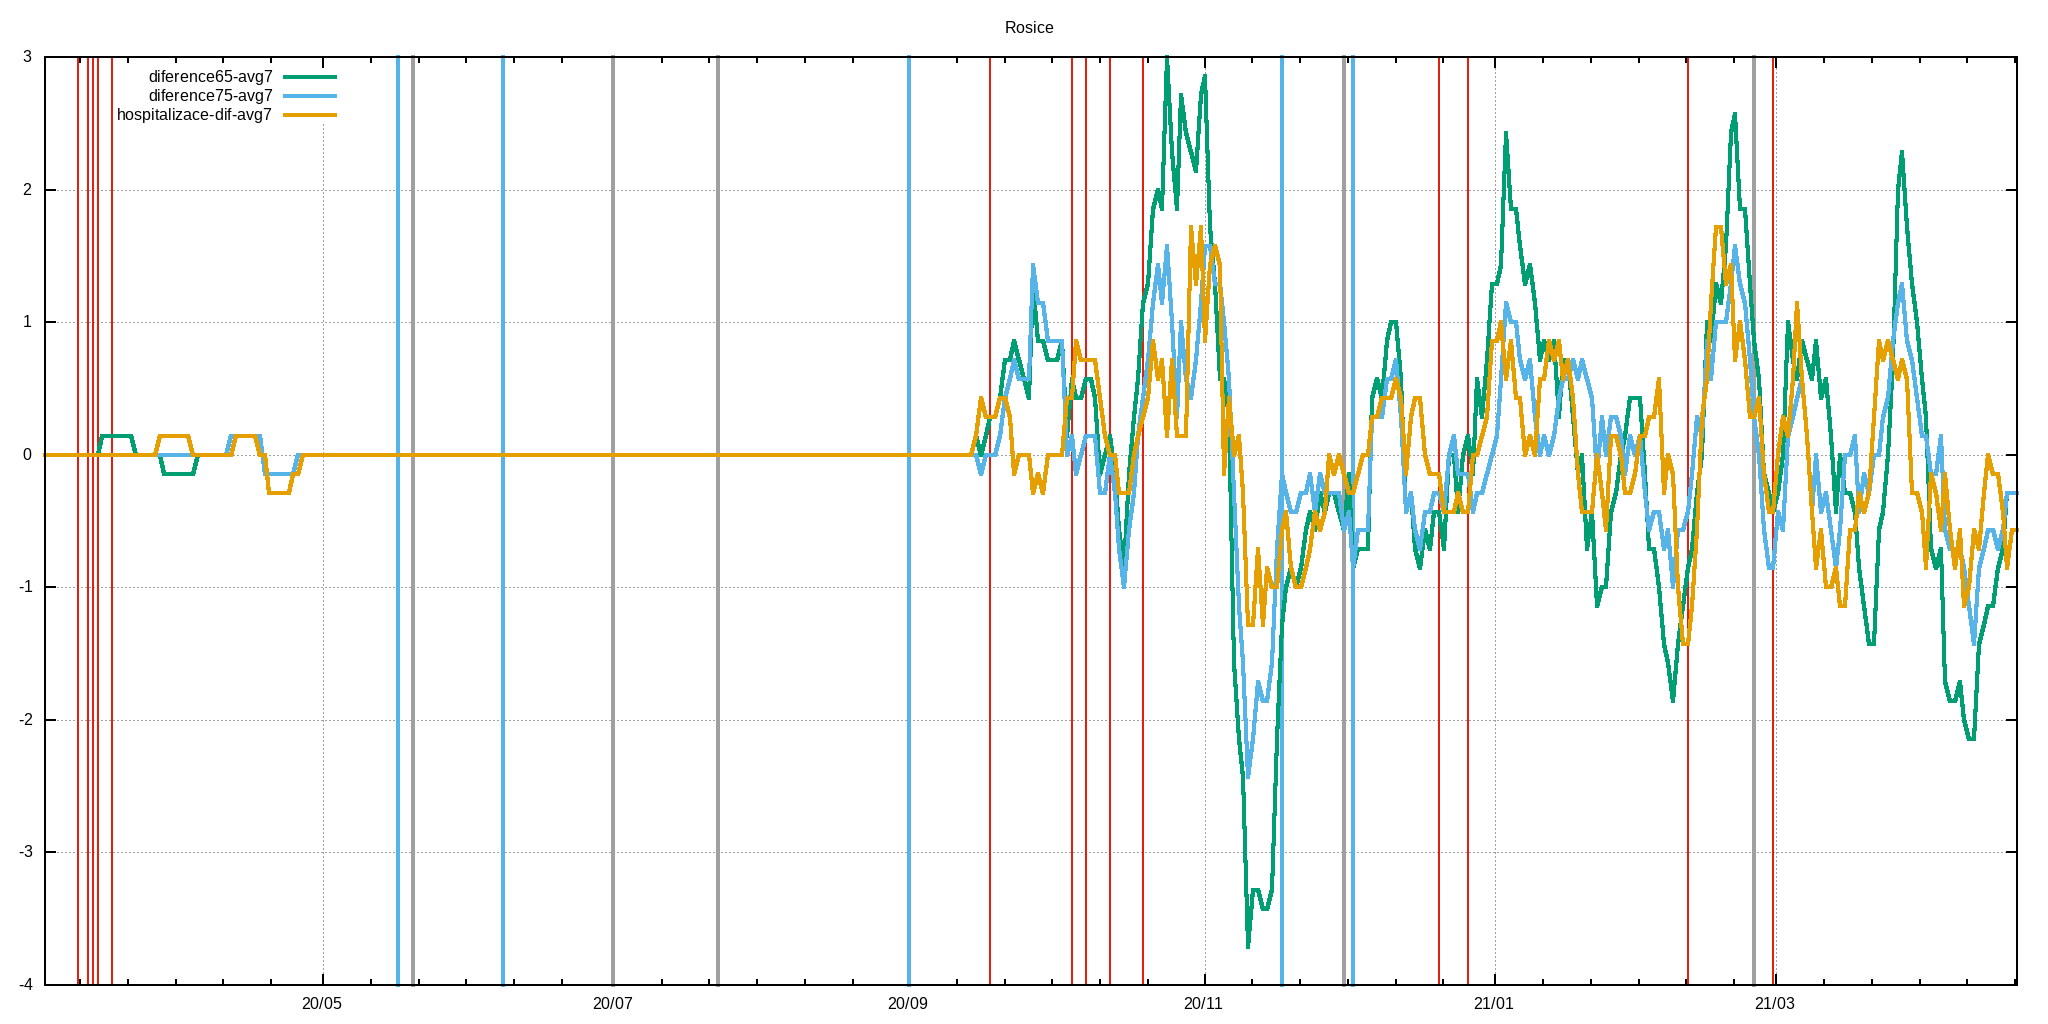 Rosice
3
diference65-avg7
diference75-avg7
hospitalizace-dif-avg7
2
1
0
-1
-2
-3
-4
20/05 20/07 20/09 20/11 21/01 21/03